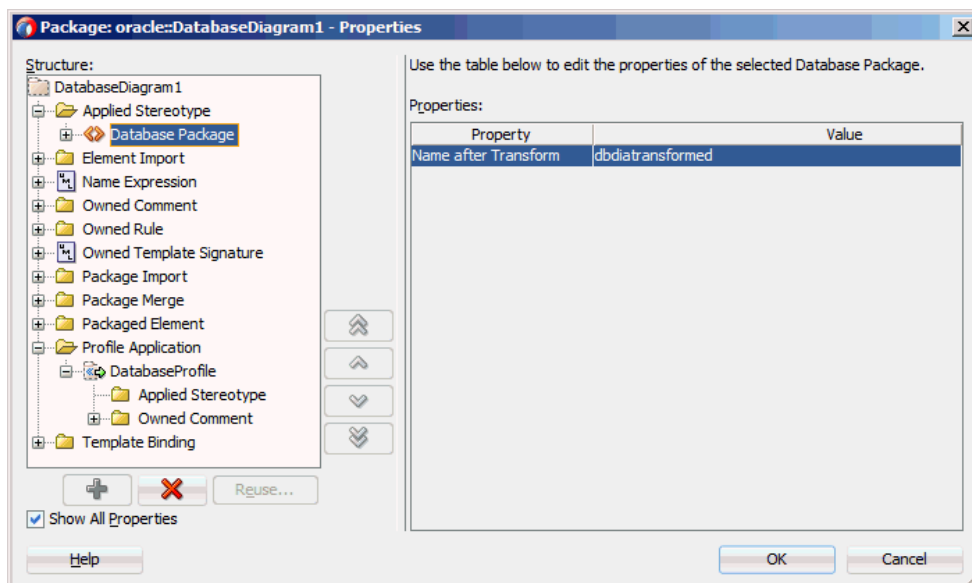 Package: oracle::DatabaseDiagram1 - Properties
Structure:
DatabaseDiagram1
Applied Stereotype
Database Package
Element Import
Name Expression
Owned Comment
Owned Rule
Owned Template Signature
Package Import
Package Merge
Packaged Element
Profile Application
DatabaseProfile
Applied Stereotype
Owned Comment
Template Binding
Reuse...
Show All Properties
Use the table below to edit the properties of the selected Database Package.
Properties:
Property Value
Name after Transform dbdiatransformed
Help OK Cancel